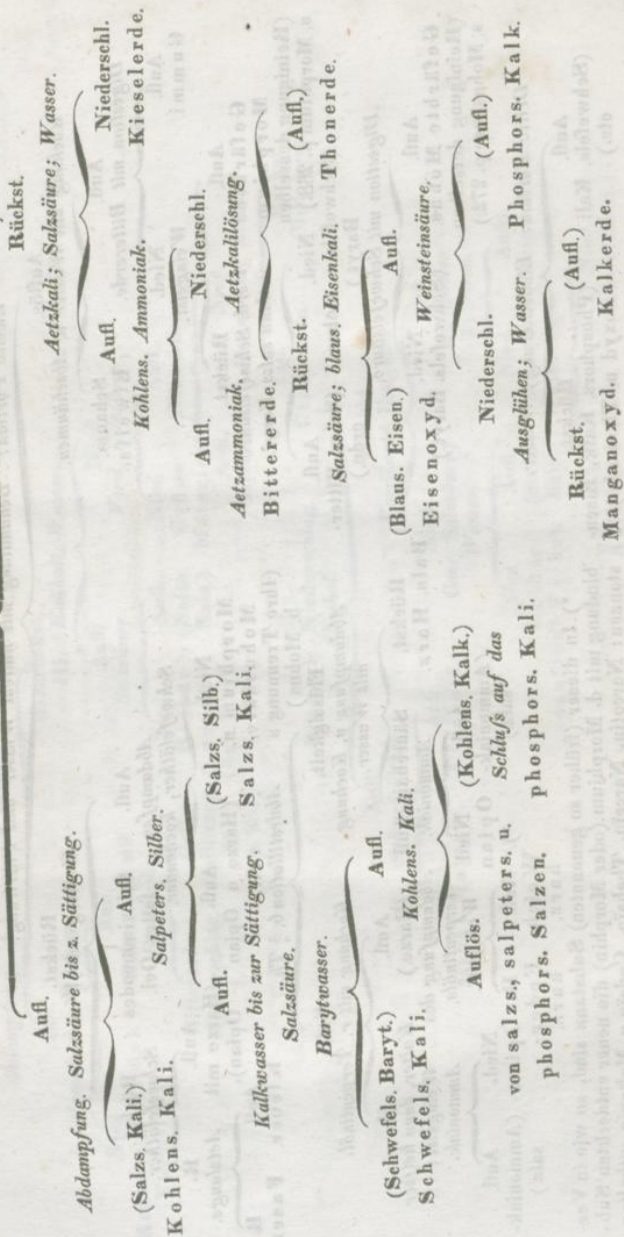 Aufl.
Abdampfung. Salzsäure bis z. Sättigung.
(Salzs. Kali.) Aufl.
Kohlens. Kali. Salpeters. Silber.
Aufl. (Salzs. Silb.)
Kalkwasser bis zur Sättigung. Salzs. Kali.
Salzsäure.
Barytwasser.
(Schwefels. Baryt.) Aufl.
Schwefels. Kali. Kohlens. Kali.
Auflös. (Kohlens. Kalk.)
von salzs., salpeters. u. Schluſs auf das
phosphors. Salzen. phosphors. Kali.
Rückst.
Aetzkali; Salzsäure; Wasser.
Aufl. Niederschl.
Kohlens. Ammoniak. Kieselerde.
Aufl. Niederschl.
Aetzammoniak. Aetzkalilösung.
Bittererde.
Rückst. (Aufl.)
Salzsäure; blaus. Eisenkali. Thonerde.
(Blaus. Eisen.) Aufl.
Eisenoxyd. Weinsteinsäure.
Niederschl. (Aufl.)
Ausglühen; Wasser. Phosphors. Kalk.
Rückst. (Aufl.)
Manganoxyd. Kalkerde.